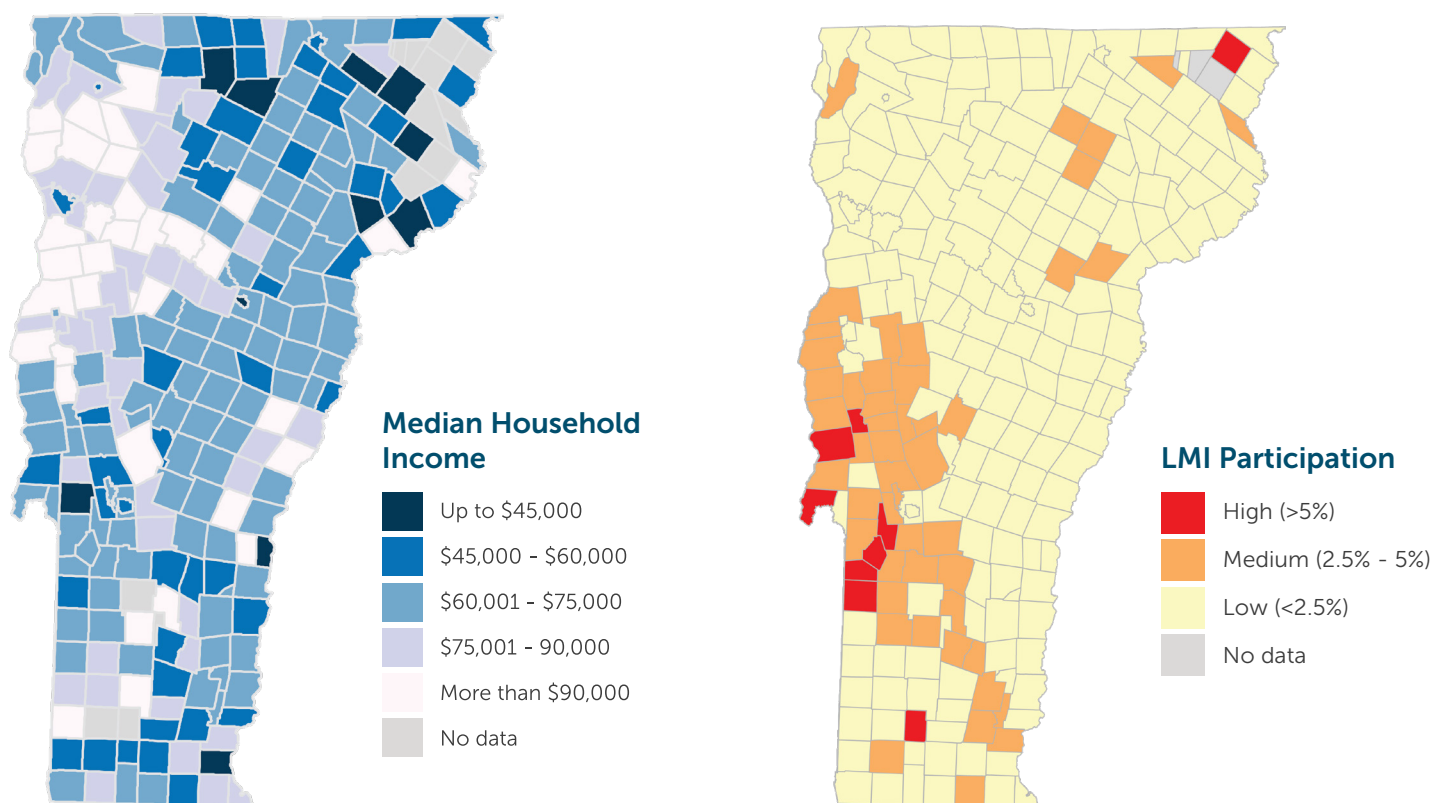 Median Household
Income
Up to $45,000
$45,000 - $60,000
$60,001 - $75,000
$75,001 - 90,000
More than $90,000
No data
LMI Participation
High (>5%)
Medium (2.5% - 5%)
Low (<2.5%)
No data